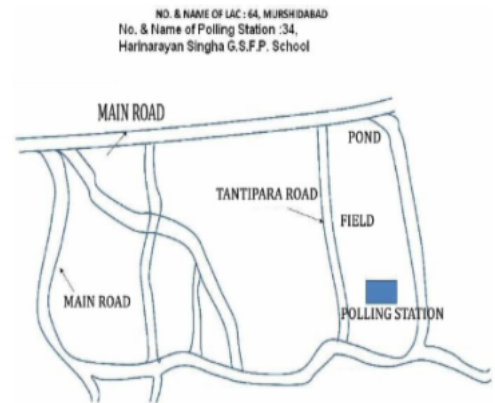 NO. & NAME OF LAC : 64, MURSHIDABAD
No. & Name of Polling Station :34,
Harinarayan Singha G.S.F.P. School
MAIN ROAD
POND
TANTIPARA ROAD
FIELD
MAIN ROAD
POLLING STATION